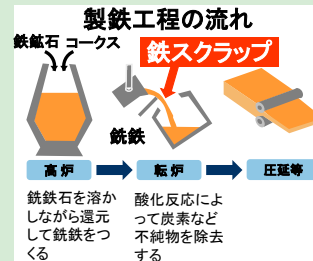 製鉄工程の流れ
鉄鉱石 コークス
鉄スクラップ
銑鉄
高炉
転炉
圧延等
銑鉄石を溶か
しながら還元
して銑鉄をつ
くる
酸化反応によ
って炭素など
不純物を除去
する